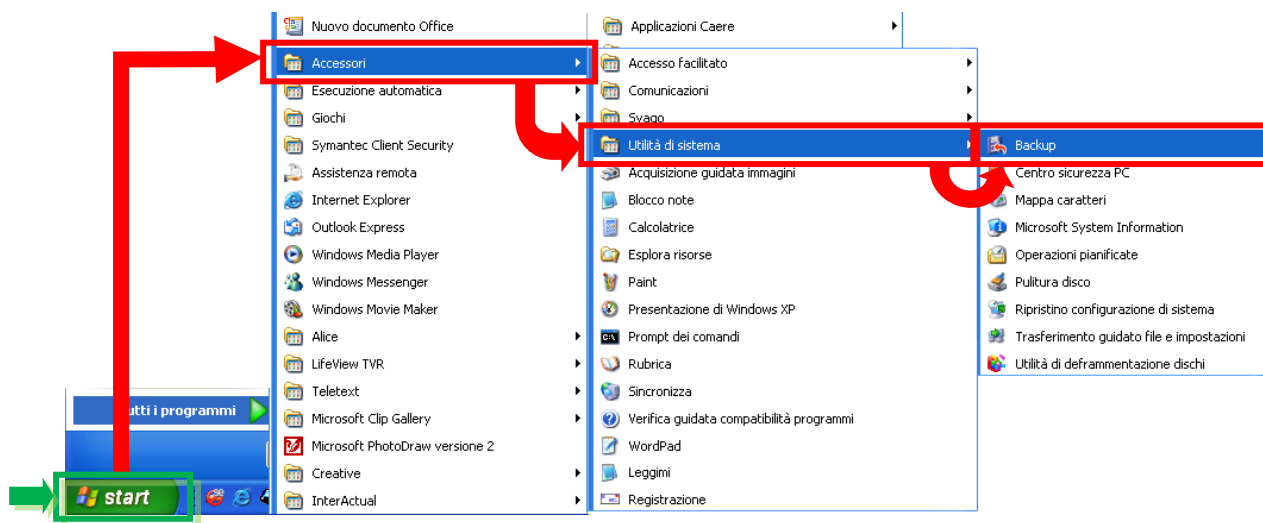 Nuovo documento Office
Accessori
Esecuzione automatica
Giochi
Symantec Client Security
Assistenza remota
Internet Explorer
Outlook Express
Windows Media Player
Windows Messenger
Windows Movie Maker
Alice
LifeView TVR
Teletext
Microsoft Clip Gallery
Microsoft PhotoDraw versione 2
Creative
InterActual
Applicazioni Caere
Accesso facilitato
Comunicazioni
Svago
Utilità di sistema
Acquisizione guidata immagini
Blocco note
Calcolatrice
Esplora risorse
Paint
Presentazione di Windows XP
Prompt dei comandi
Rubrica
Sincronizza
Verifica guidata compatibilità programmi
WordPad
Leggimi
Registrazione
Backup
Centro sicurezza PC
Mappa caratteri
Microsoft System Information
Operazioni pianificate
Pulitura disco
Ripristino configurazione di sistema
Trasferimento guidato file e impostazioni
Utilità di deframmentazione dischi
Tutti i programmi
start